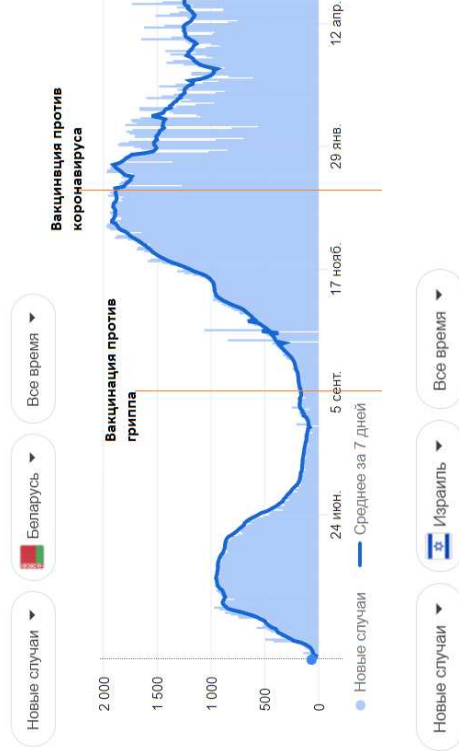 Новые случаи
Беларусь
Все время
Вакцинация против
гриппа
Вакцинвция против
коронавируса
2 000
1 500
1 000
500
0
24 июн.
5 сент.
17 нояб.
29 янв.
12 апр.
Новые случаи
Среднее за 7 дней
Новые случаи
Израиль
Все время